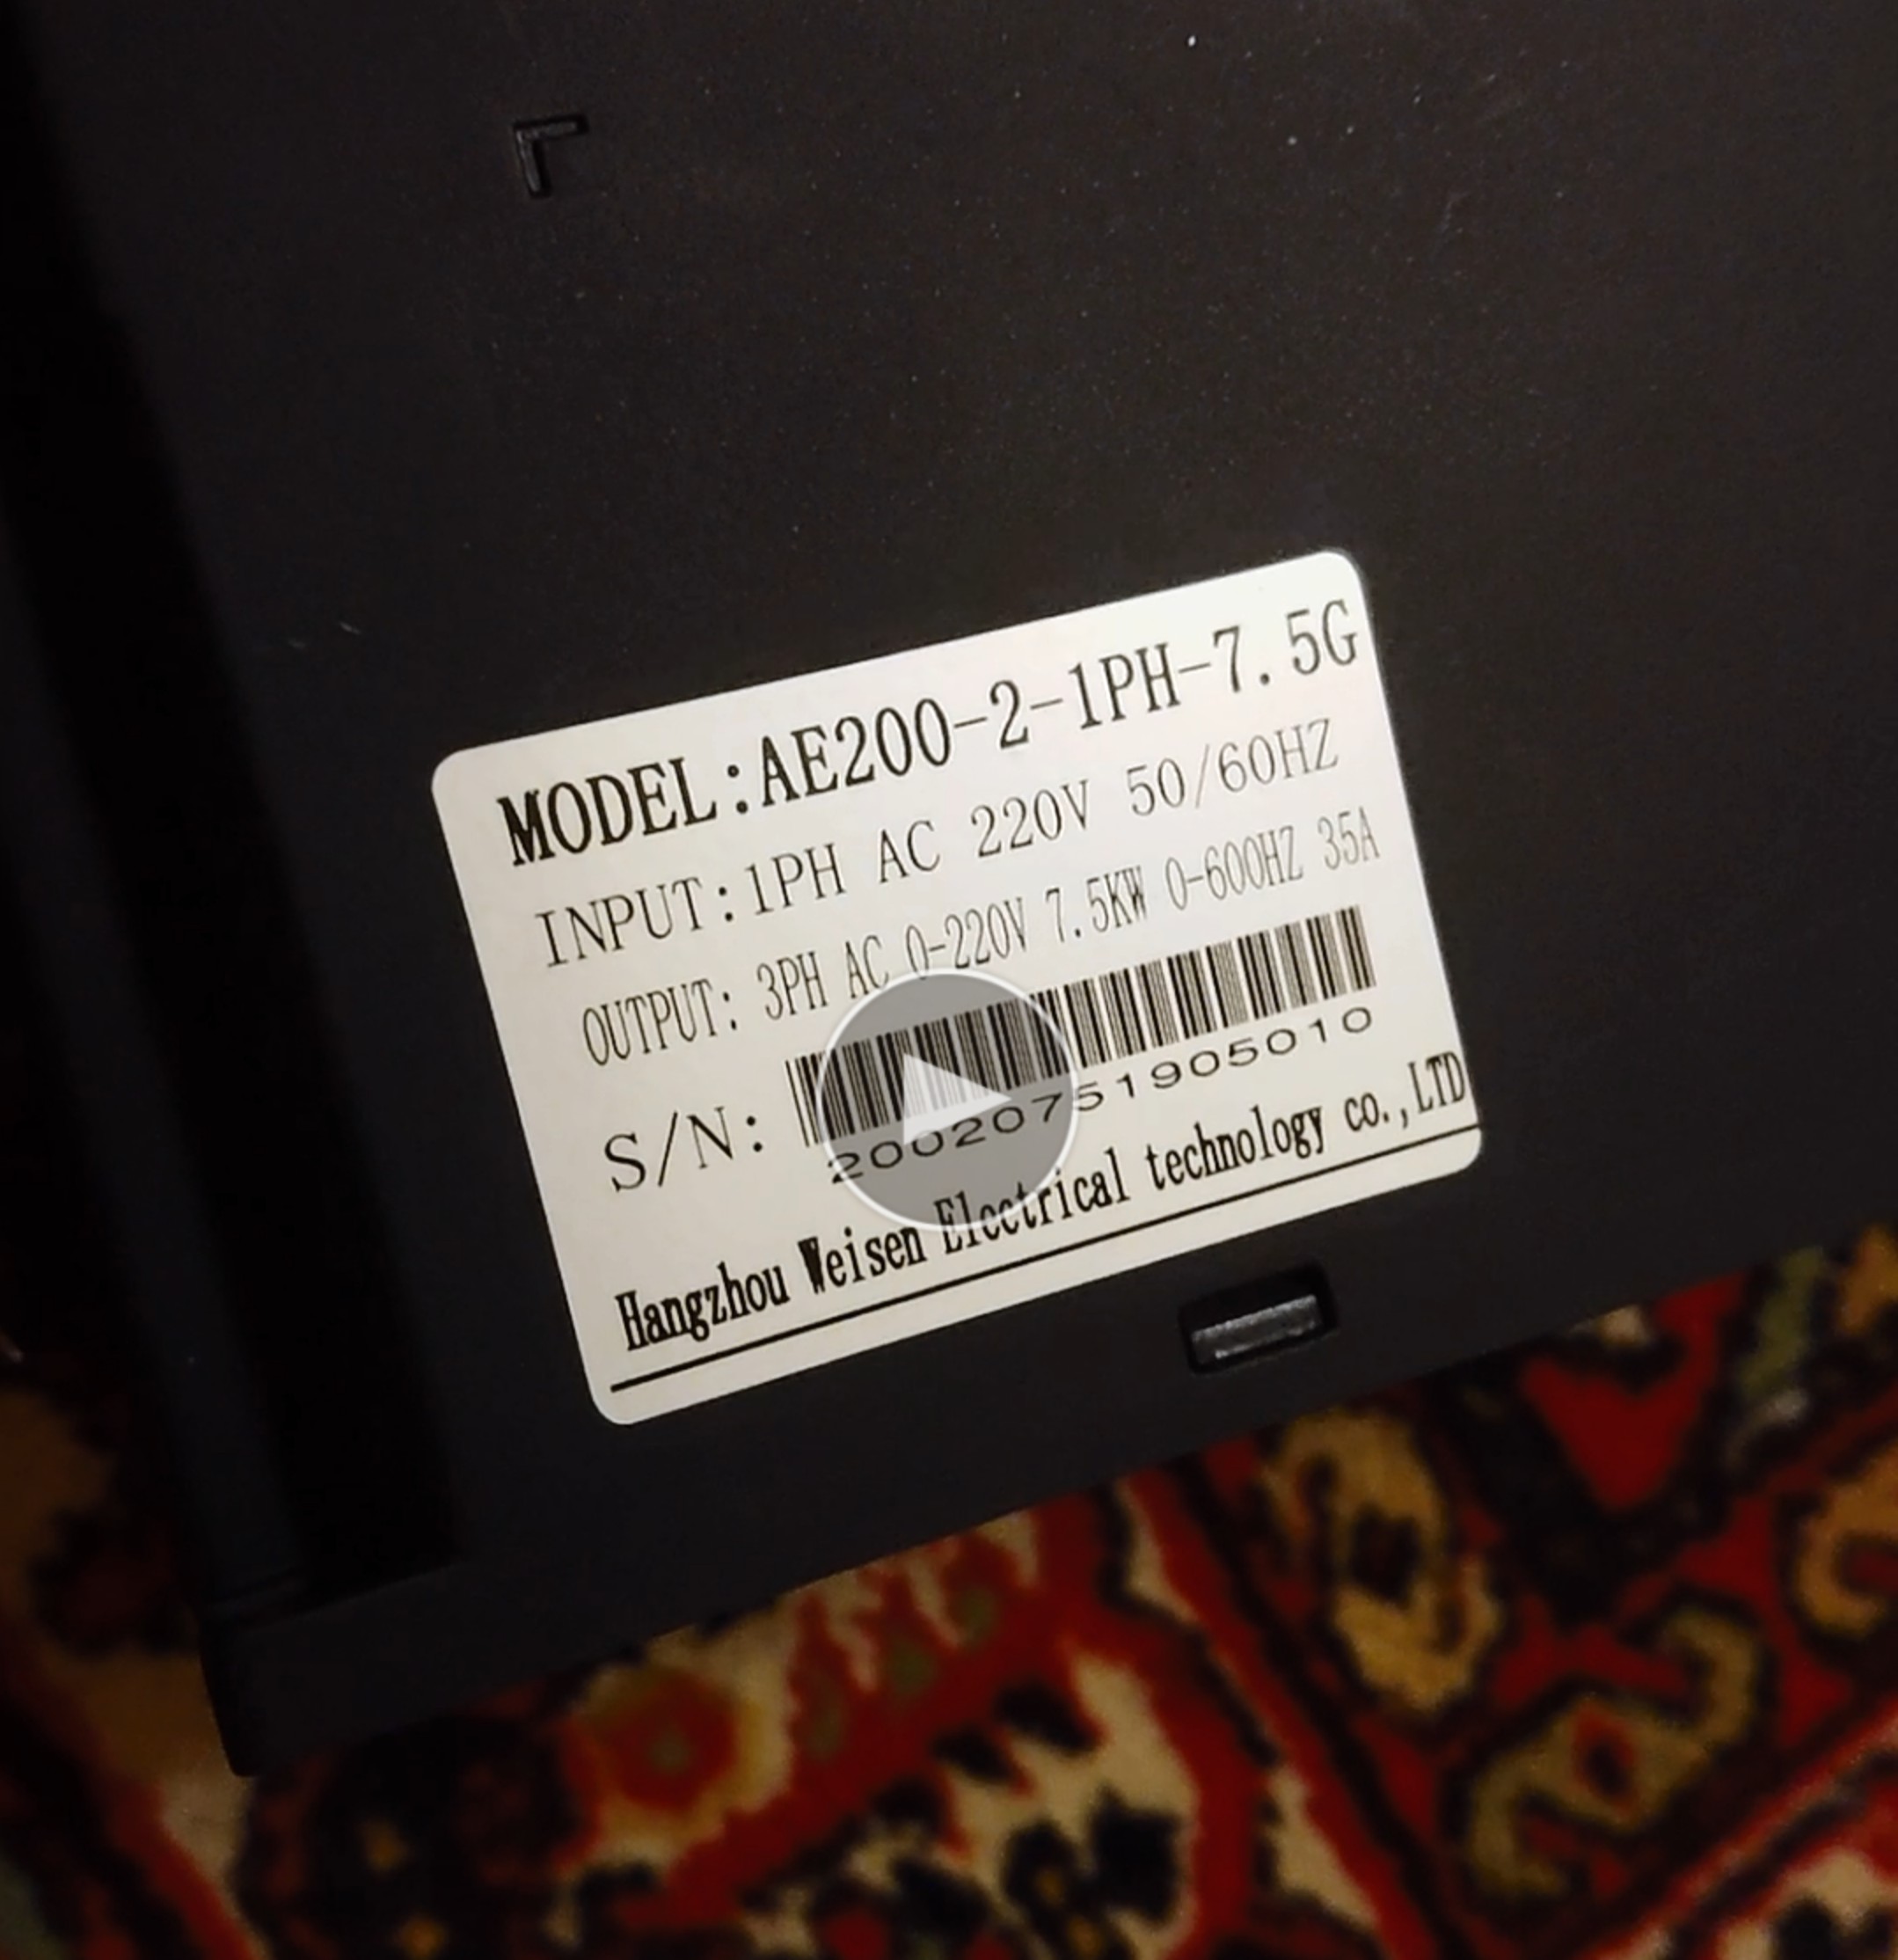 MODEL:AE200-2-1PH-7.5G
INPUT:1PH AC 220V 50/60HZ
OUTPUT: 3PH AC 0-220V 7.5KW 0-600HZ 35A
S/N:
20020751905010
Hangzhou Weisen Electrical technology co.,LTD